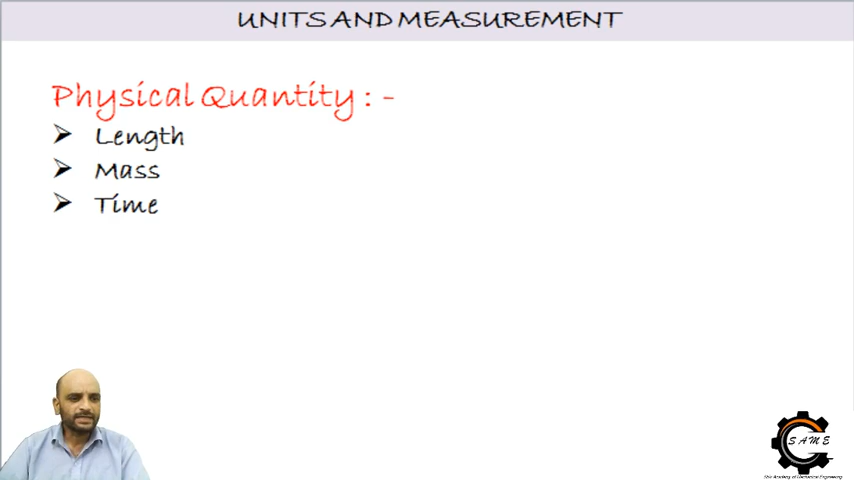 UNITS AND MEASUREMENT
Physical Quantity : -
Length
Mass
Time
SAME